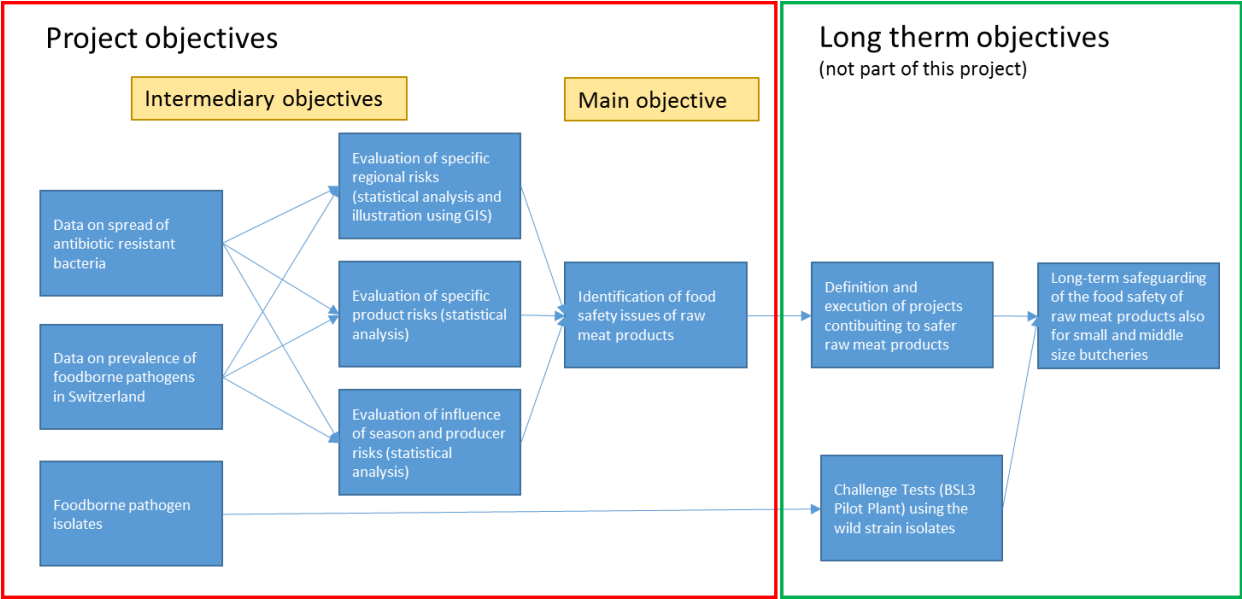 Project objectives
Intermediary objectives
Main objective
Data on spread of
antibiotic resistant
bacteria
Data on prevalence of
foodborne pathogens
in Switzerland
Foodborne pathogen
isolates
Evaluation of specific
regional risks
(statistical analysis and
illustration using GIS)
Evaluation of specific
product risks (statistical
analysis)
Evaluation of influence
of season and producer
risks (statistical
analysis)
Identification of food
safety issues of raw
meat products
Long therm objectives
(not part of this project)
Definition and
execution of projects
contibuiting to safer
raw meat products
Challenge Tests (BSL3
Pilot Plant) using the
wild strain isolates
Long-term safeguarding
of the food safety of
raw meat products also
for small and middle
size butcheries